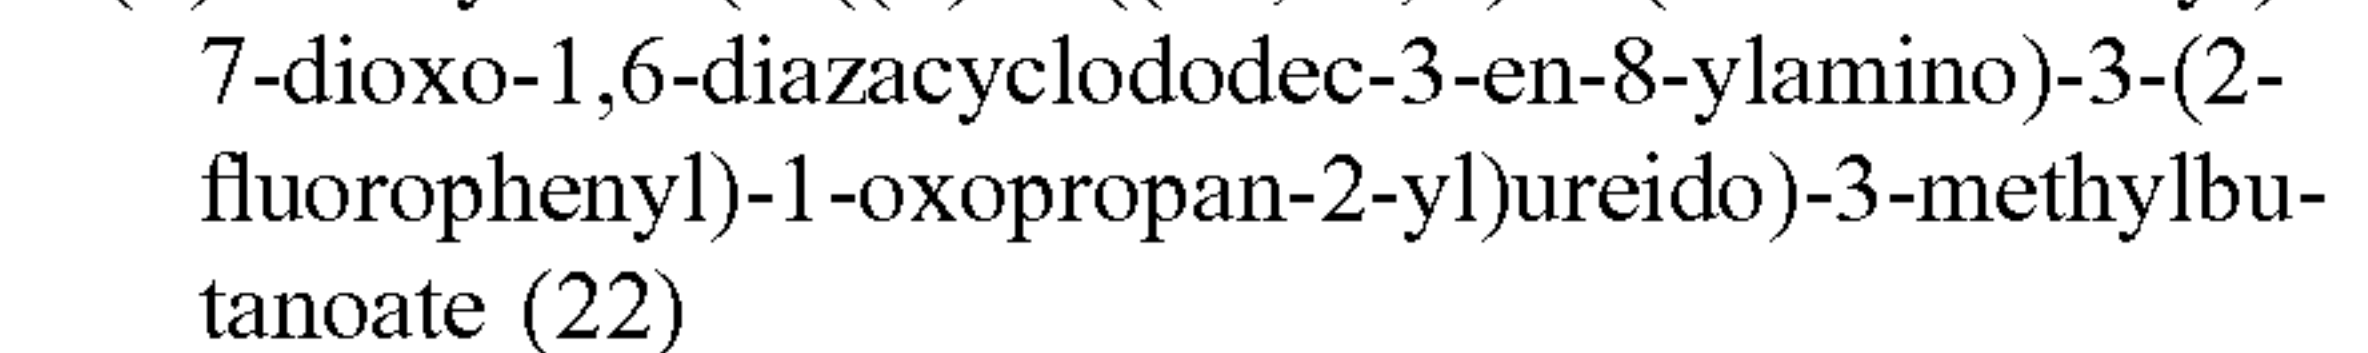 7-dioxo-1,6-diazacyclododec-3-en-8-ylamino)-3-(2-
fluorophenyl)-1-oxopropan-2-yl)ureido)-3-methylbu-
tanoate (22)